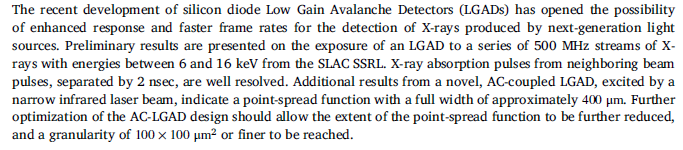 The recent development of silicon diode Low Gain Avalanche Detectors (LGADs) has opened the possibility
of enhanced response and faster frame rates for the detection of X-rays produced by next-generation light
sources. Preliminary results are presented on the exposure of an LGAD to a series of 500 MHz streams of X-
rays with energies between 6 and 16 keV from the SLAC SSRL. X-ray absorption pulses from neighboring beam
pulses, separated by 2 nsec, are well resolved. Additional results from a novel, AC-coupled LGAD, excited by a
narrow infrared laser beam, indicate a point-spread function with a full width of approximately 400 μm. Further
optimization of the AC-LGAD design should allow the extent of the point-spread function to be further reduced,
and a granularity of 100 × 100 μm² or finer to be reached.